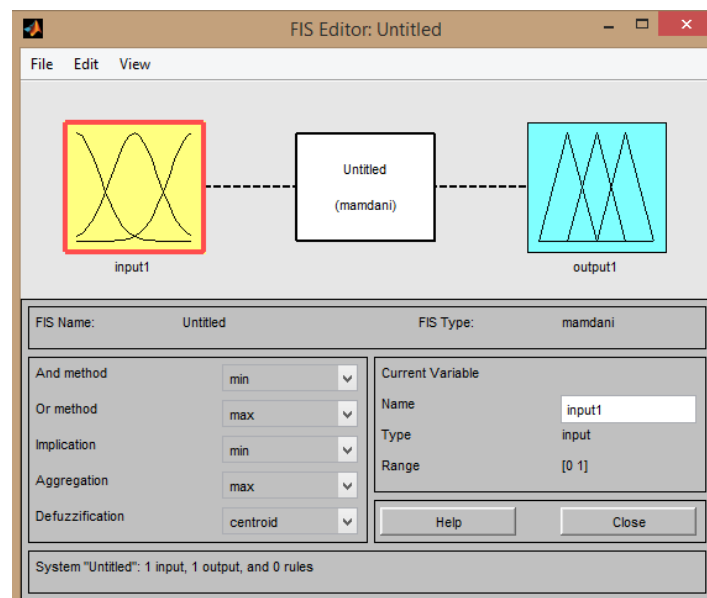 FIS Editor: Untitled
File Edit View
Untitled
(mamdani)
input1
output1
FIS Name: Untitled FIS Type: mamdani
And method min
Or method max
Implication min
Aggregation max
Defuzzification centroid
Current Variable
Name input1
Type input
Range [0 1]
Help Close
System "Untitled": 1 input, 1 output, and 0 rules